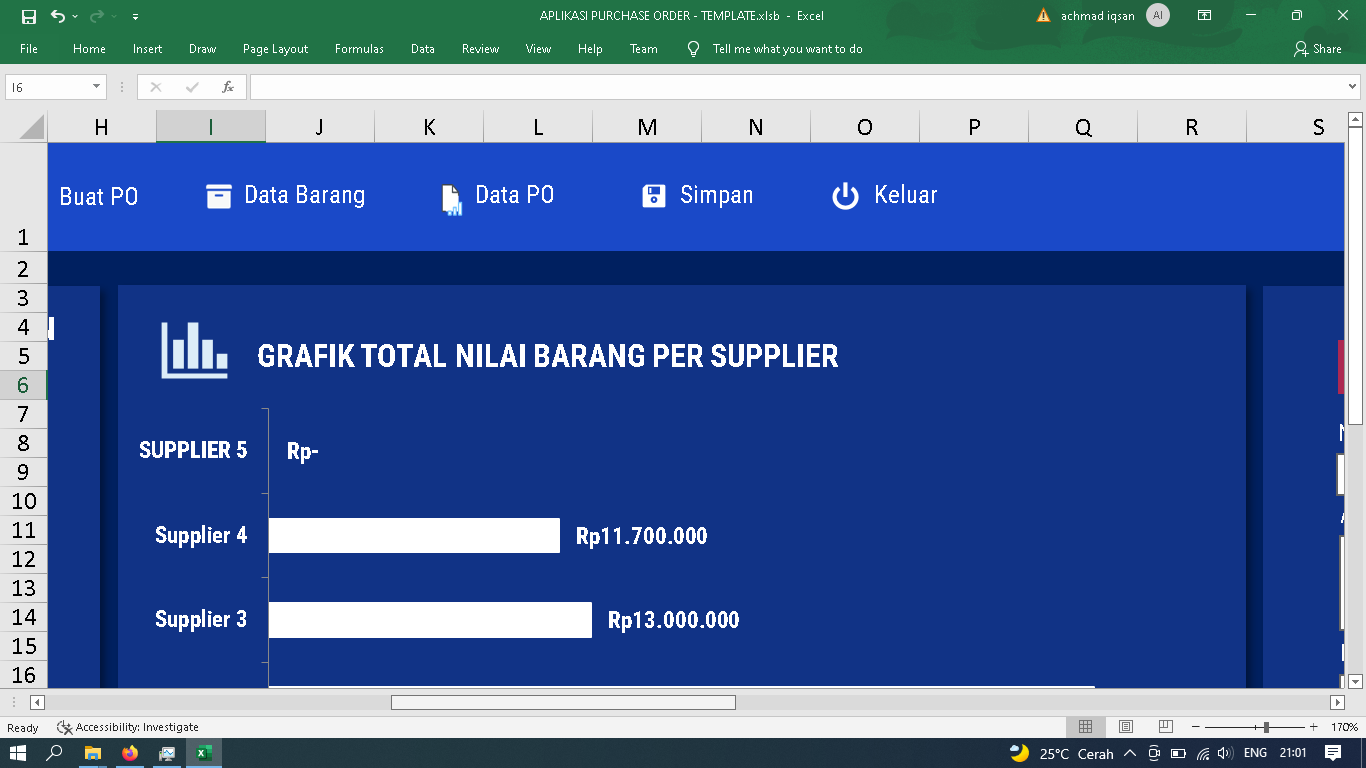 APLIKASI PURCHASE ORDER - TEMPLATE.xlsb - Excel
achmad iqsan
AI
File Home Insert Draw Page Layout Formulas Data Review View Help Team Tell me what you want to do Share
I6
fx
H I J K L M N O P Q R S
Buat PO Data Barang Data PO Simpan Keluar
1
2
3
4
5
6
7
8
9
10
11
12
13
14
15
16
GRAFIK TOTAL NILAI BARANG PER SUPPLIER
SUPPLIER 5 Rp-
Supplier 4 Rp11.700.000
Supplier 3 Rp13.000.000
Ready Accessibility: Investigate 170%
25°C Cerah ENG 21:01